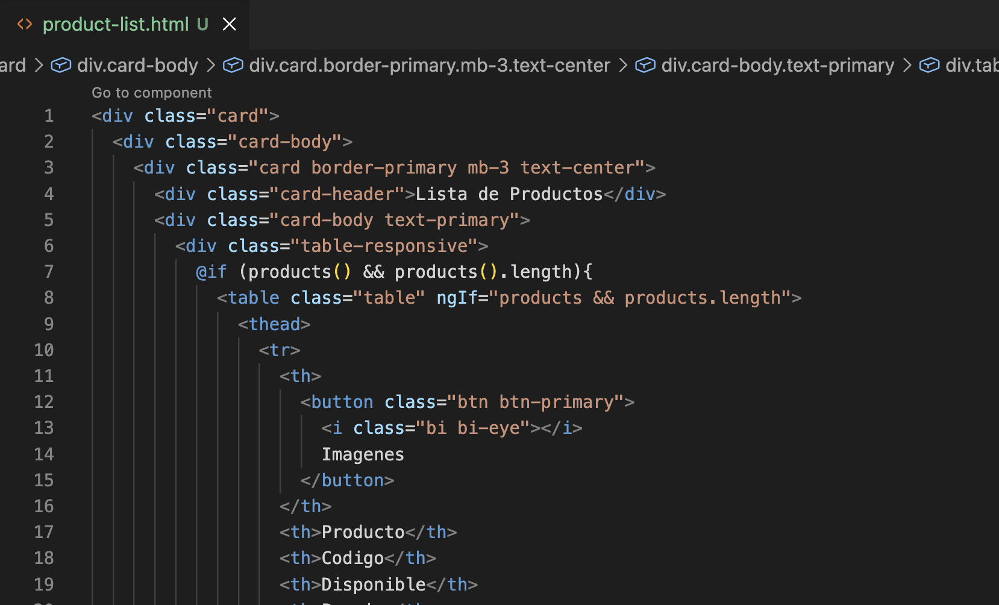 product-list.html U
ard > div.card-body > div.card.border-primary.mb-3.text-center > div.card-body.text-primary > div.tab
Go to component
1 <div class="card">
2 <div class="card-body">
3 <div class="card border-primary mb-3 text-center">
4 <div class="card-header">Lista de Productos</div>
5 <div class="card-body text-primary">
6 <div class="table-responsive">
7 @if (products() && products().length){
8 <table class="table" ngIf="products && products.length">
9 <thead>
10 <tr>
11 <th>
12 <button class="btn btn-primary">
13 <i class="bi bi-eye"></i>
14 Imagenes
15 </button>
16 </th>
17 <th>Producto</th>
18 <th>Codigo</th>
19 <th>Disponible</th>